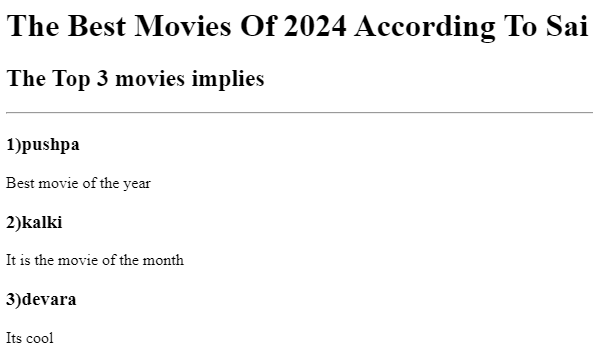 The Best Movies Of 2024 According To Sai
The Top 3 movies implies
1)pushpa
Best movie of the year
2)kalki
It is the movie of the month
3)devara
Its cool